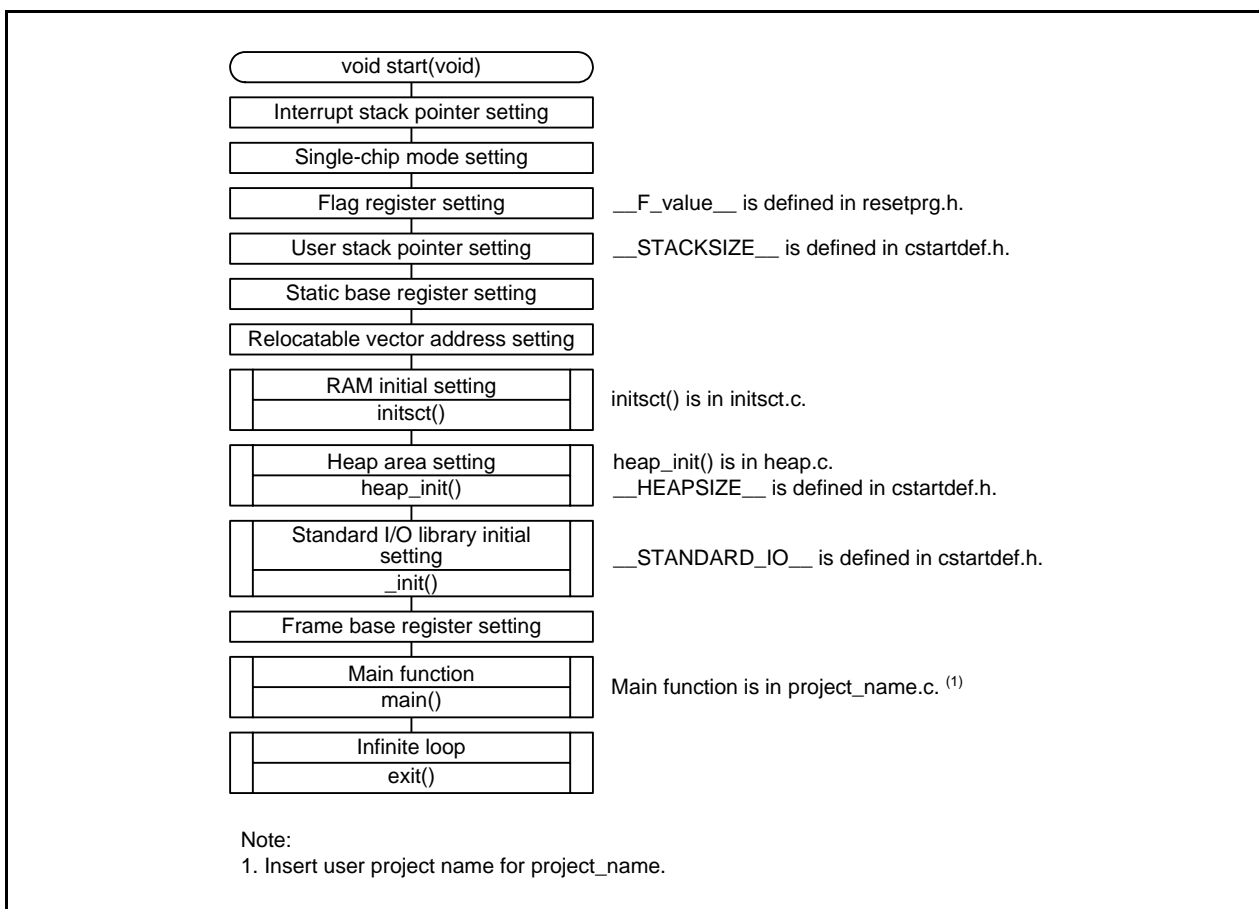 void start(void)
Interrupt stack pointer setting
Single-chip mode setting
Flag register setting
__F_value__ is defined in resetprg.h.
User stack pointer setting
__STACKSIZE__ is defined in cstartdef.h.
Static base register setting
Relocatable vector address setting
RAM initial setting
initsct()
initsct() is in initsct.c.
Heap area setting
heap_init()
heap_init() is in heap.c.
__HEAPSIZE__ is defined in cstartdef.h.
Standard I/O library initial
setting
_init()
__STANDARD_IO__ is defined in cstartdef.h.
Frame base register setting
Main function
main()
Main function is in project_name.c. (1)
Infinite loop
exit()
Note:
1. Insert user project name for project_name.